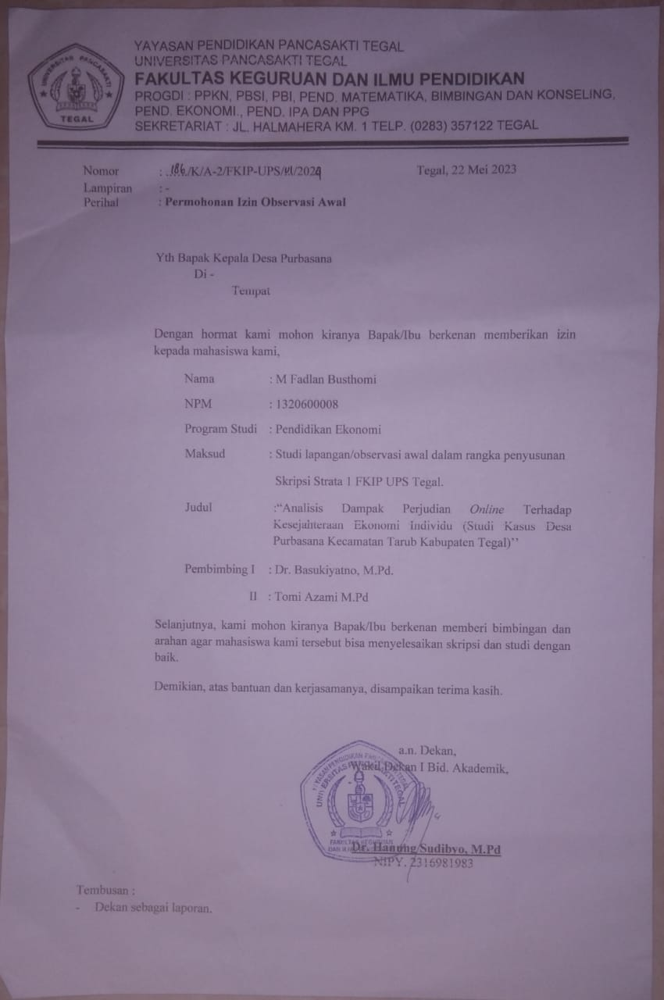 YAYASAN PENDIDIKAN PANCASAKTI TEGAL
UNIVERSITAS PANCASAKTI TEGAL
FAKULTAS KEGURUAN DAN ILMU PENDIDIKAN
PROGDI : PPKN, PBSI, PBI, PEND. MATEMATIKA, BIMBINGAN DAN KONSELING,
PEND. EKONOMI., PEND. IPA DAN PPG
SEKRETARIAT : JL. HALMAHERA KM. 1 TELP. (0283) 357122 TEGAL
UNIVERSITAS PANCASAKTI
TEGAL
Nomor : 186/K/A-2/FKIP-UPS/VI/2024 Tegal, 22 Mei 2023
Lampiran : -
Perihal : Permohonan Izin Observasi Awal
Yth Bapak Kepala Desa Purbasana
Di -
Tempat
Dengan hormat kami mohon kiranya Bapak/Ibu berkenan memberikan izin
kepada mahasiswa kami,
Nama : M Fadlan Busthomi
NPM : 1320600008
Program Studi : Pendidikan Ekonomi
Maksud : Studi lapangan/observasi awal dalam rangka penyusunan
Skripsi Strata 1 FKIP UPS Tegal.
Judul :“Analisis Dampak Perjudian Online Terhadap
Kesejahteraan Ekonomi Individu (Studi Kasus Desa
Purbasana Kecamatan Tarub Kabupaten Tegal)’’
Pembimbing I : Dr. Basukiyatno, M.Pd.
II : Tomi Azami M.Pd
Selanjutnya, kami mohon kiranya Bapak/Ibu berkenan memberi bimbingan dan
arahan agar mahasiswa kami tersebut bisa menyelesaikan skripsi dan studi dengan
baik.
Demikian, atas bantuan dan kerjasamanya, disampaikan terima kasih.
a.n. Dekan,
Wakil Dekan I Bid. Akademik,
YAYASAN PENDIDIKAN PANCASAKTI TEGAL
UNIVERSITAS PANCASAKTI TEGAL
FAKULTAS KEGURUAN
Dr. Hanung Sudibyo, M.Pd
NIPY. 2316981983
Tembusan :
- Dekan sebagai laporan.